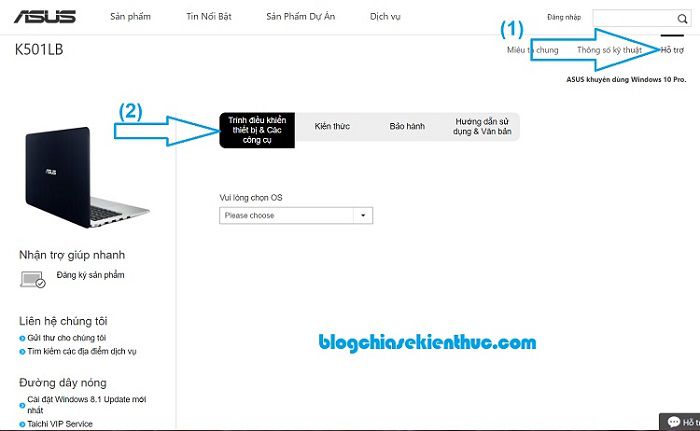 ASUS
Sản phẩm
Tin Nổi Bật
Sản Phẩm Dự Án
Dịch vụ
Đăng nhập
(1)
K501LB
Miêu tả chung
Thông số kỹ thuật
Hỗ trợ
ASUS khuyên dùng Windows 10 Pro.
(2)
Trình điều khiển
thiết bị & Các
công cụ
Kiến thức
Bảo hành
Hướng dẫn sử
dụng & Văn bản
Vui lòng chọn OS
Please choose
ASUS
Nhận trợ giúp nhanh
Đăng ký sản phẩm
Liên hệ chúng tôi
Gửi thư cho chúng tôi
Tìm kiếm các địa điểm dịch vụ
blogchiasekienthuc.com
Đường dây nóng
Cài đặt Windows 8.1 Update mới
nhất
Taichi VIP Service
Hỗ t